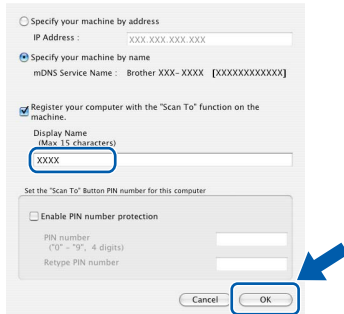 Specify your machine by address
IP Address : XXX.XXX.XXX.XXX
Specify your machine by name
mDNS Service Name : Brother XXX-XXXX [XXXXXXXXXXXX]
Register your computer with the "Scan To" function on the
machine.
Display Name
(Max 15 characters)
XXXX
Set the "Scan To" Button PIN number for this computer
Enable PIN number protection
PIN number
("0" - "9", 4 digits)
Retype PIN number
Cancel OK